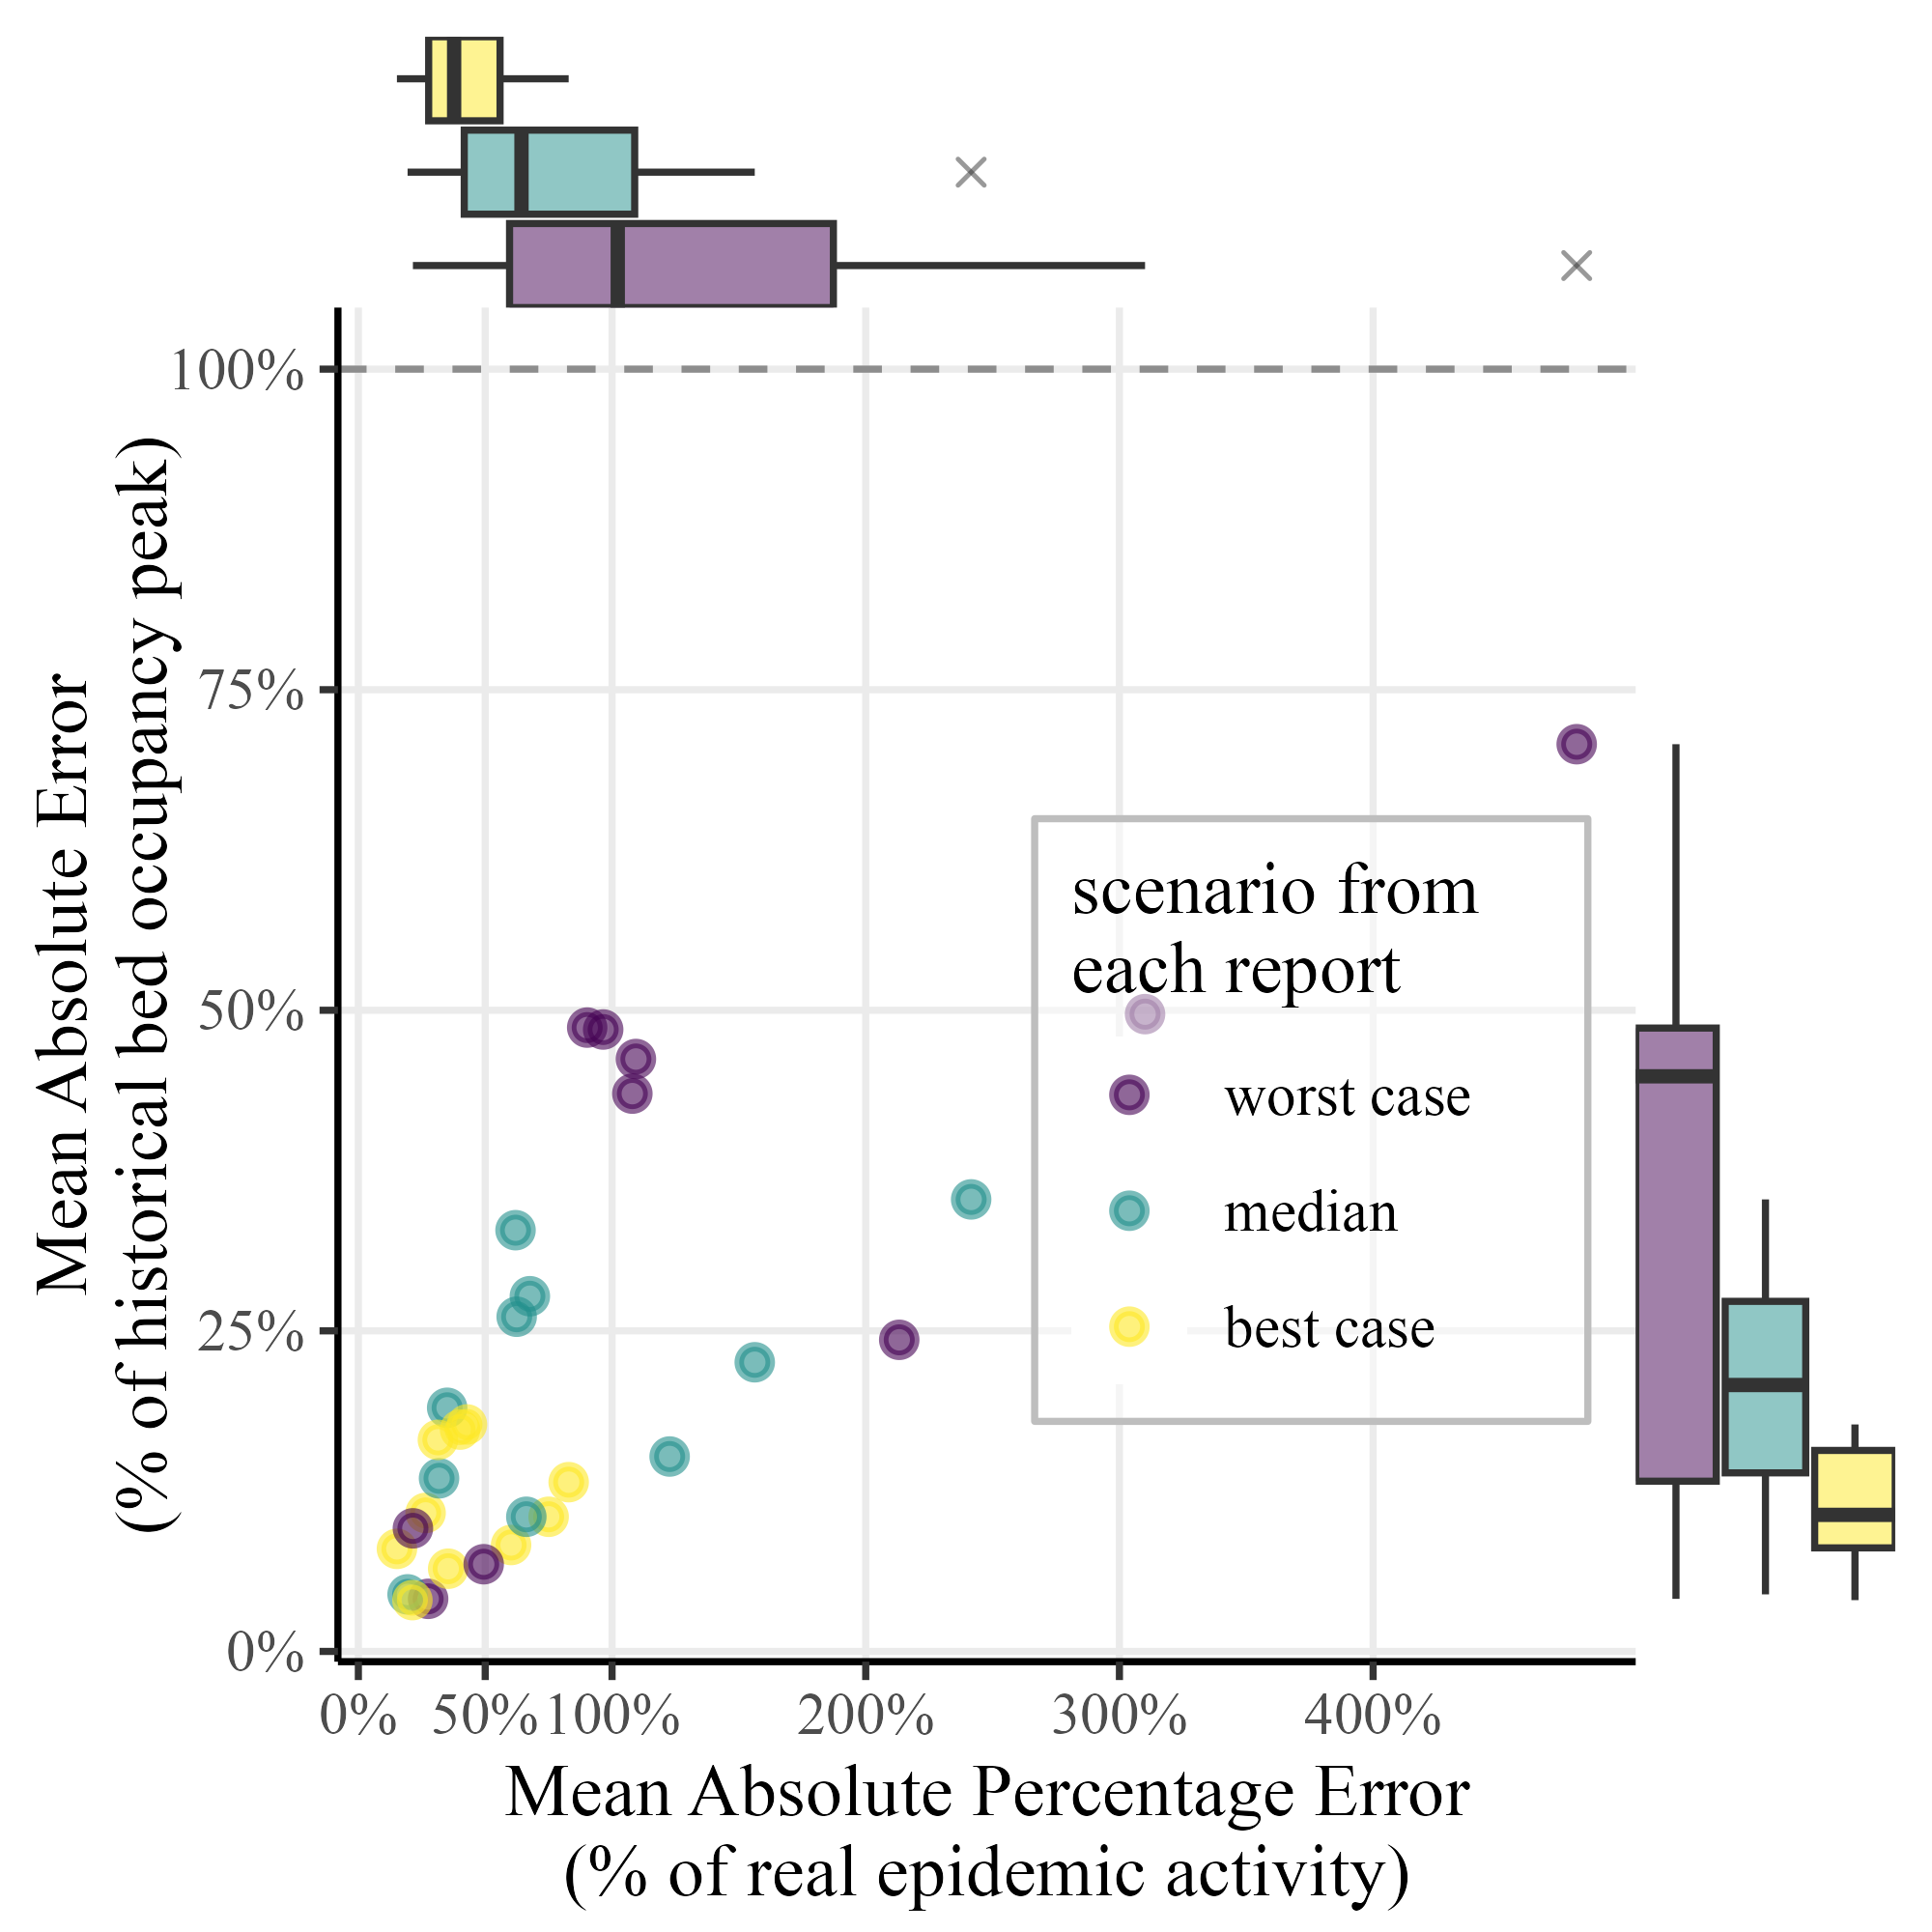 100%
75%
50%
25%
0%
Mean Absolute Error
(% of historical bed occupancy peak)
scenario from
each report
worst case
median
best case
0% 50% 100% 200% 300% 400%
Mean Absolute Percentage Error
(% of real epidemic activity)